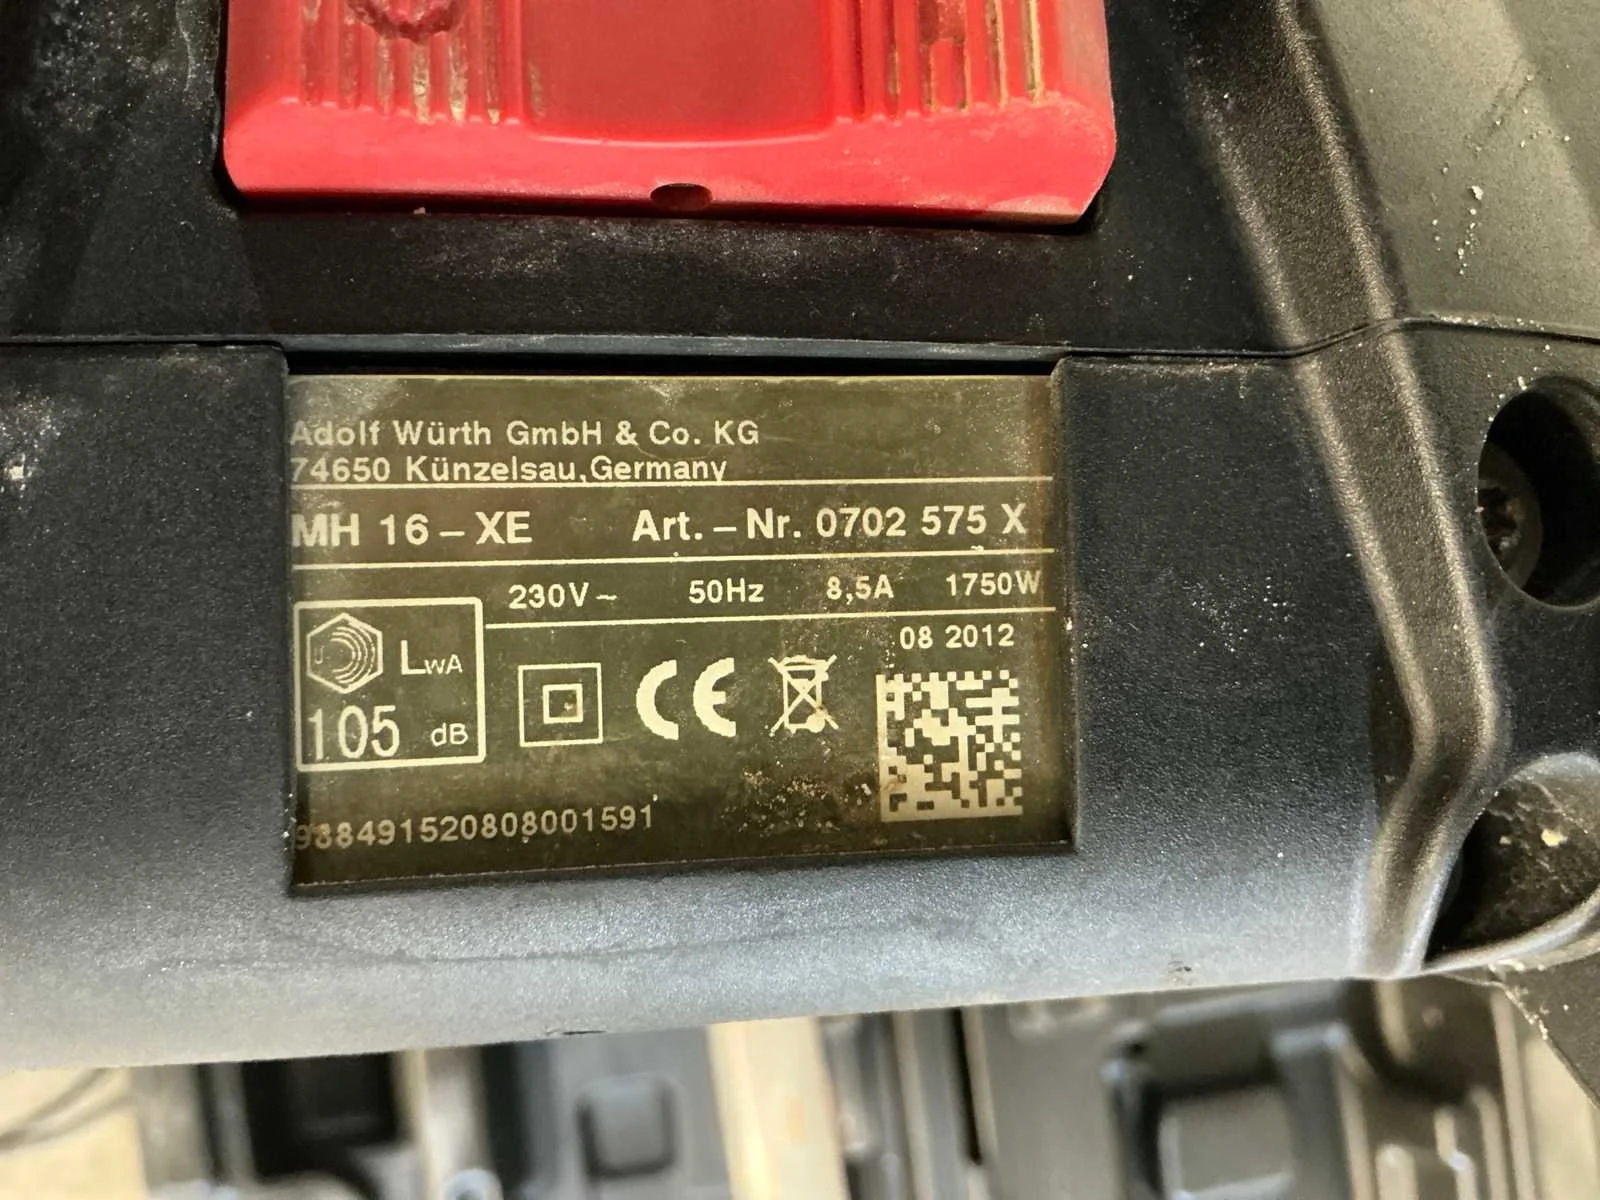 Adolf Würth GmbH & Co. KG
74650 Künzelsau,Germany
MH 16 – XE Art. – Nr. 0702 575 X
230V ~ 50Hz 8,5A 1750W
08 2012
LWA
105 dB
CE
988491520808001591